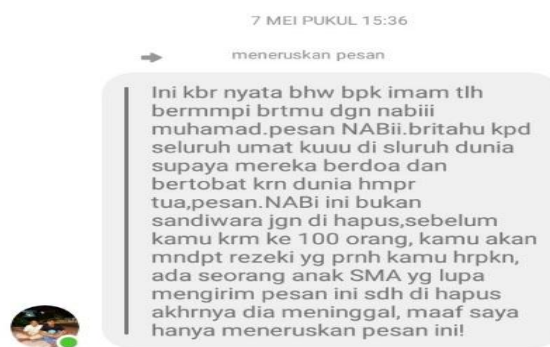 7 MEI PUKUL 15:36
meneruskan pesan
Ini kbr nyata bhw bpk imam tlh
bermmpi brtmu dgn nabiii
muhamad.pesan NABii.britahu kpd
seluruh umat kuuu di sluruh dunia
supaya mereka berdoa dan
bertobat krn dunia hmpr
tua,pesan.NABi ini bukan
sandiwara jgn di hapus,sebelum
kamu krm ke 100 orang, kamu akan
mndpt rezeki yg prnh kamu hrpkn,
ada seorang anak SMA yg lupa
mengirim pesan ini sdh di hapus
akhrnya dia meninggal, maaf saya
hanya meneruskan pesan ini!